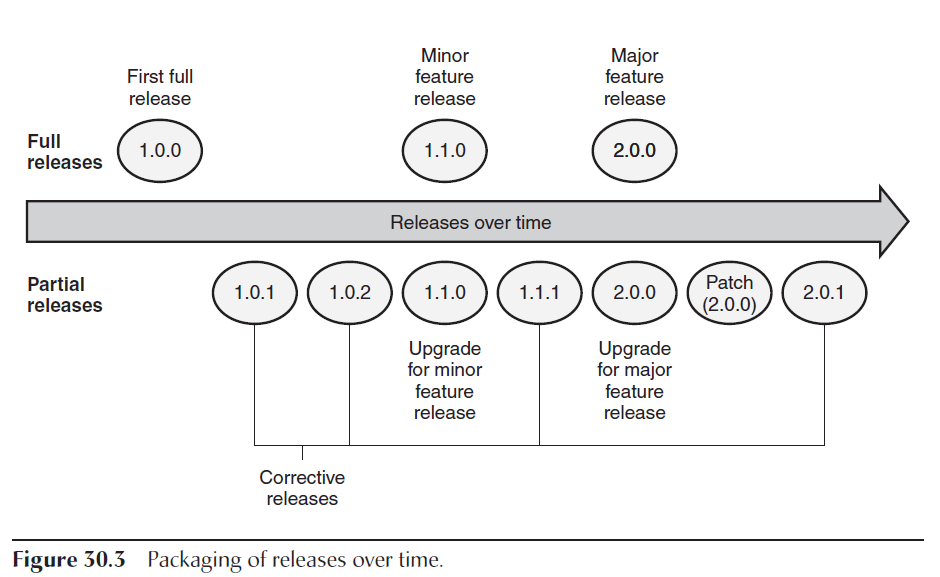 First full
release
Minor
feature
release
Major
feature
release
Full
releases
1.0.0
1.1.0
2.0.0
Releases over time
Partial
releases
1.0.1
1.0.2
1.1.0
1.1.1
2.0.0
Patch
(2.0.0)
2.0.1
Upgrade
for minor
feature
release
Upgrade
for major
feature
release
Corrective
releases
Figure 30.3 Packaging of releases over time.